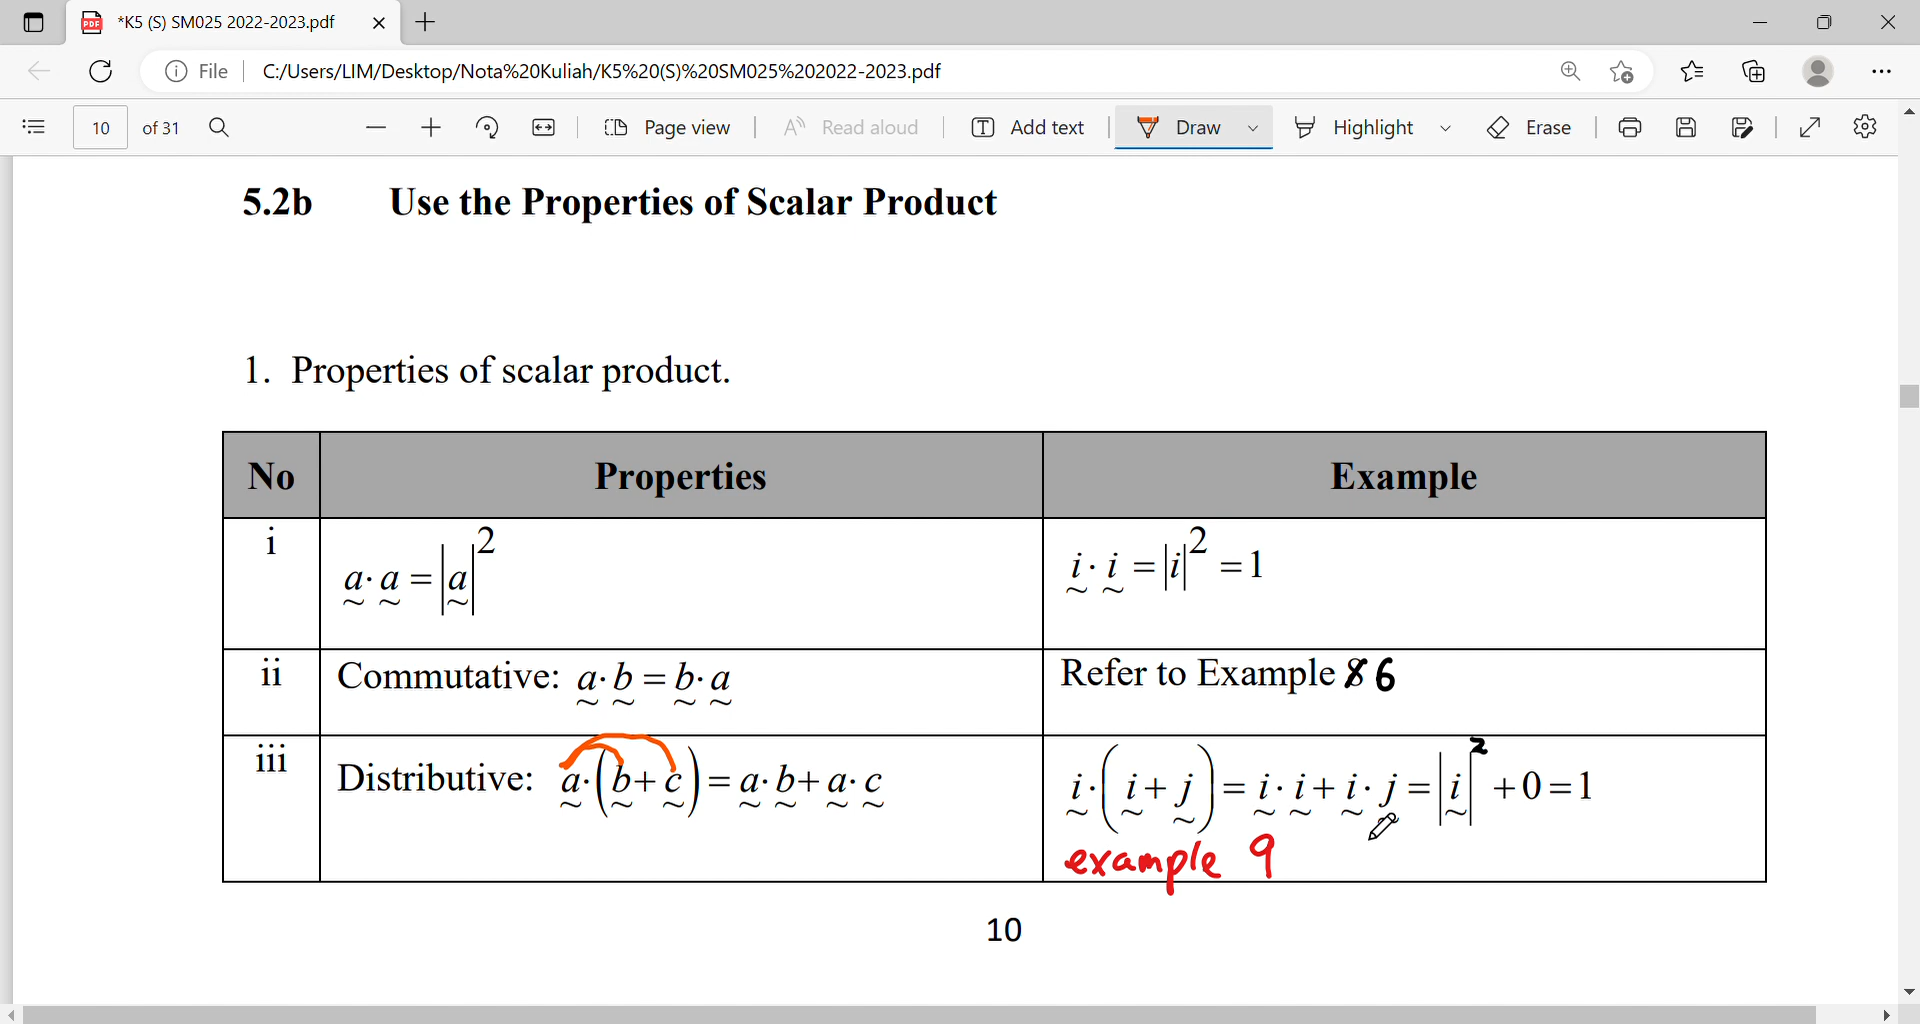 *K5 (S) SM025 2022-2023.pdf
File C:/Users/LIM/Desktop/Nota%20Kuliah/K5%20(S)%20SM025%202022-2023.pdf
10 of 31 Page view Read aloud Add text Draw Highlight Erase
5.2b Use the Properties of Scalar Product
1. Properties of scalar product.
No Properties Example
i a · a = |a|² i · i = |i|² = 1
ii Commutative: a · b = b · a Refer to Example 8 6
iii Distributive: a · (b + c) = a · b + a · c i · (i + j) = i · i + i · j = |i|² + 0 = 1
example 9
10